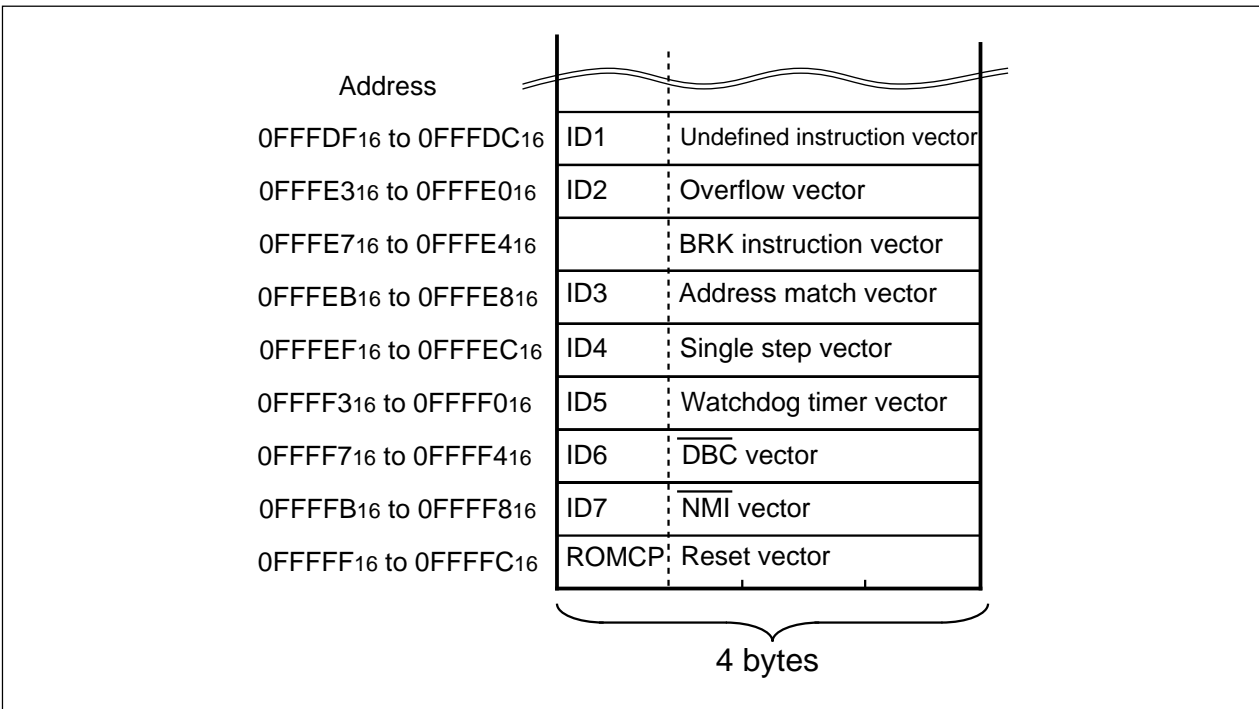 Address
0FFFDF16 to 0FFFDC16 ID1 Undefined instruction vector
0FFFE316 to 0FFFE016 ID2 Overflow vector
0FFFE716 to 0FFFE416 BRK instruction vector
0FFFEB16 to 0FFFE816 ID3 Address match vector
0FFFEF16 to 0FFFEC16 ID4 Single step vector
0FFFF316 to 0FFFF016 ID5 Watchdog timer vector
0FFFF716 to 0FFFF416 ID6 D̅B̅C̅ vector
0FFFFB16 to 0FFFF816 ID7 N̅M̅I̅ vector
0FFFFF16 to 0FFFFC16 ROMCP Reset vector
4 bytes